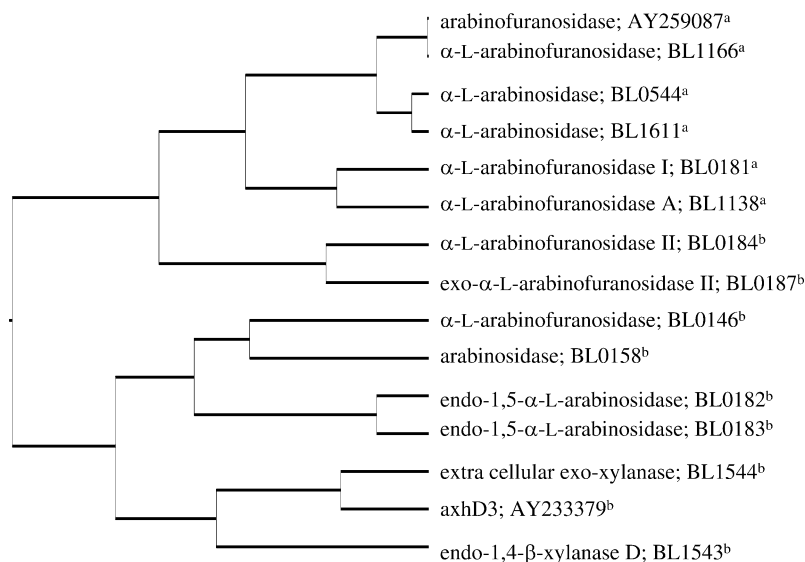 arabinofuranosidase; AY259087ᵃ
α-L-arabinofuranosidase; BL1166ᵃ
α-L-arabinosidase; BL0544ᵃ
α-L-arabinosidase; BL1611ᵃ
α-L-arabinofuranosidase I; BL0181ᵃ
α-L-arabinofuranosidase A; BL1138ᵃ
α-L-arabinofuranosidase II; BL0184ᵇ
exo-α-L-arabinofuranosidase II; BL0187ᵇ
α-L-arabinofuranosidase; BL0146ᵇ
arabinosidase; BL0158ᵇ
endo-1,5-α-L-arabinosidase; BL0182ᵇ
endo-1,5-α-L-arabinosidase; BL0183ᵇ
extra cellular exo-xylanase; BL1544ᵇ
axhD3; AY233379ᵇ
endo-1,4-β-xylanase D; BL1543ᵇ